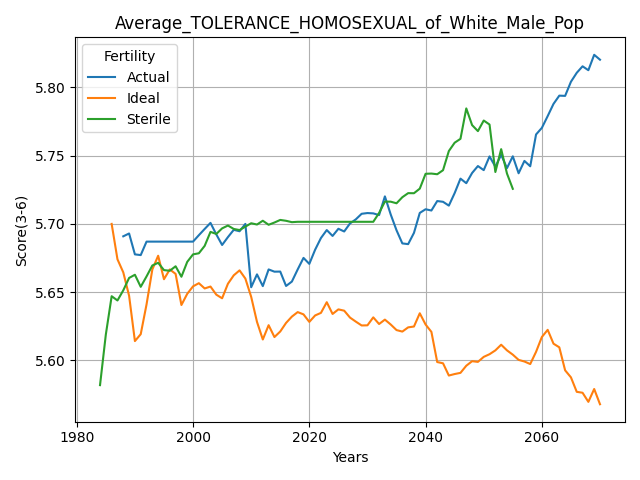 Average_TOLERANCE_HOMOSEXUAL_of_White_Male_Pop
Fertility
Actual
Ideal
Sterile
Score(3-6)
5.80
5.75
5.70
5.65
5.60
1980 2000 2020 2040 2060
Years